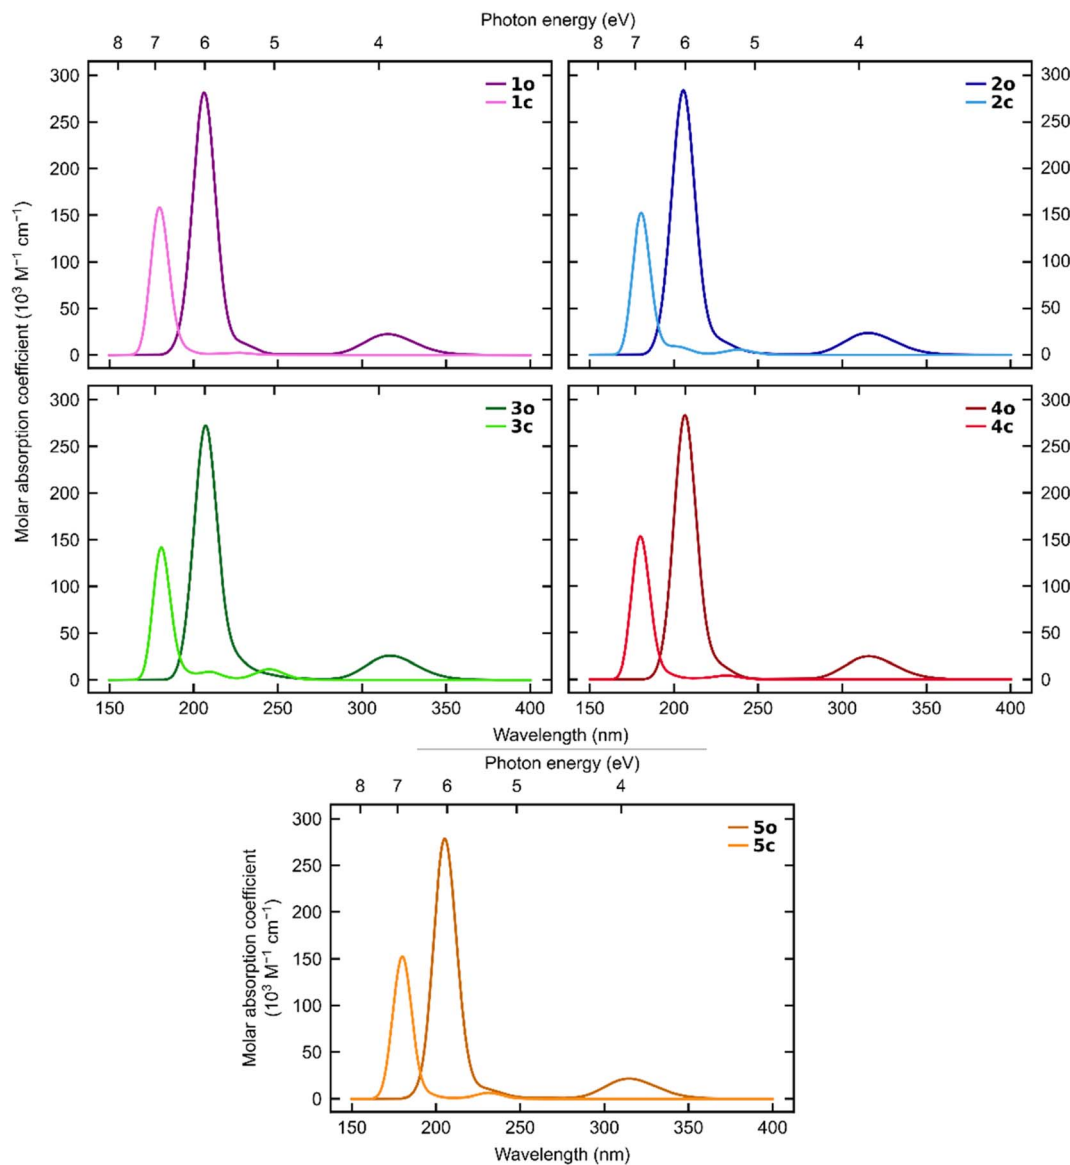 Photon energy (eV)
8 7 6 5 4 8 7 6 5 4
Molar absorption coefficient (10³ M⁻¹ cm⁻¹)
300 1o 2o 300
1c 2c
250 250
200 200
150 150
100 100
50 50
0 0
300 3o 4o 300
3c 4c
250 250
200 200
150 150
100 100
50 50
0 0
150 200 250 300 350 400 150 200 250 300 350 400
Wavelength (nm)
Photon energy (eV)
8 7 6 5 4
Molar absorption coefficient
(10³ M⁻¹ cm⁻¹)
300 5o
5c
250
200
150
100
50
0
150 200 250 300 350 400
Wavelength (nm)